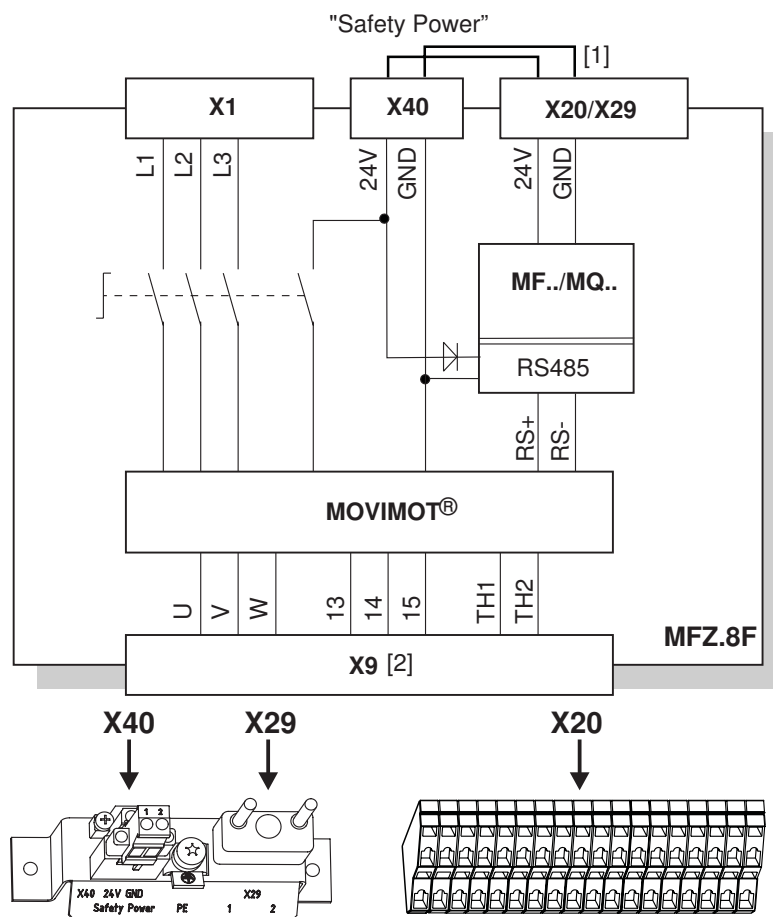 "Safety Power”
[1]
X1
X40
X20/X29
L1
L2
L3
24V
GND
24V
GND
MF../MQ..
RS485
RS+
RS-
MOVIMOT®
U
V
W
13
14
15
TH1
TH2
MFZ.8F
X9 [2]
X40
X29
X20
1 2
X40 24V GND X29
Safety Power PE 1 2